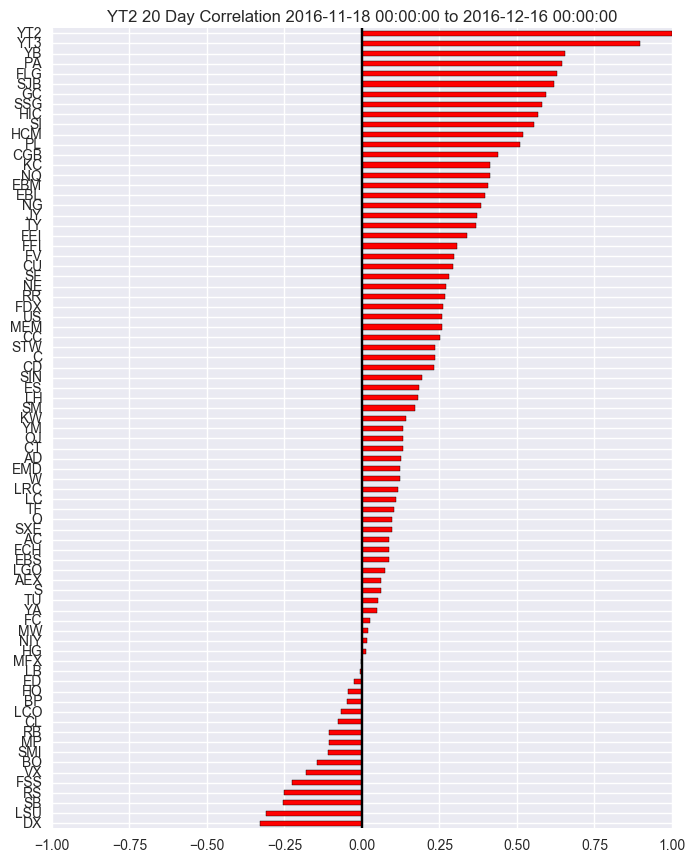 YT2 20 Day Correlation 2016-11-18 00:00:00 to 2016-12-16 00:00:00
YT2
YT3
YB
PA
FLG
SJB
GC
SSG
HIC
SI
HCM
PL
CGB
KC
NQ
EBM
EBL
NG
JY
TY
FEI
FFI
FV
CU
SF
NE
RR
FDX
US
MEM
CC
STW
C
CD
SIN
ES
LH
SM
KW
YM
OJ
CT
AD
EMD
W
LRC
LC
TF
O
SXE
AC
ECH
EBS
LGO
AEX
S
TU
YA
FC
MW
NIY
HG
MFX
LB
ED
HO
BP
LCO
CL
RB
MP
SMI
BO
VX
FSS
RS
SB
LSU
DX
−1.00 −0.75 −0.50 −0.25 0.00 0.25 0.50 0.75 1.00